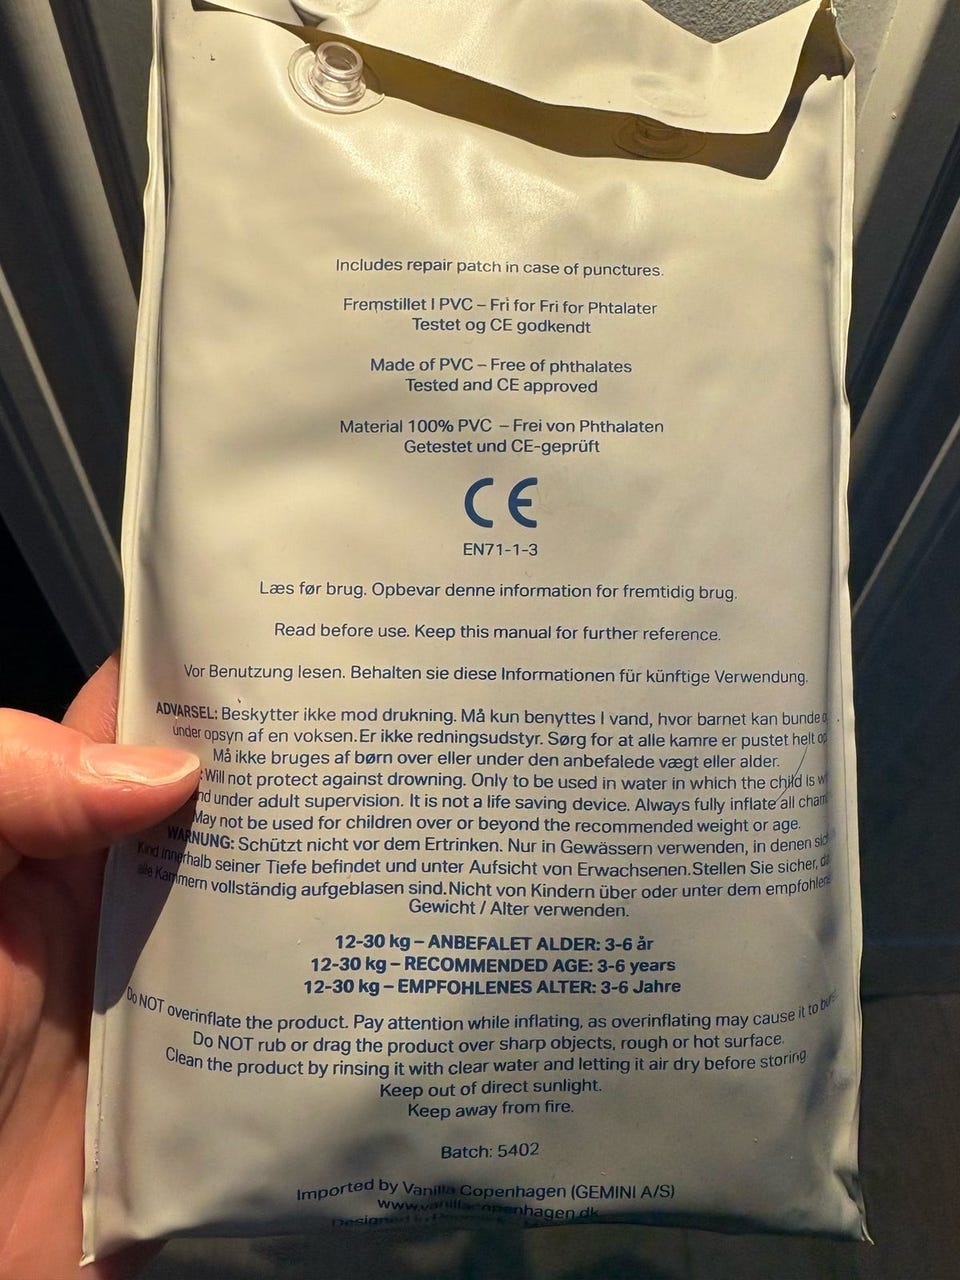 Includes repair patch in case of punctures.
Fremstillet I PVC – Fri for Fri for Phtalater
Testet og CE godkendt
Made of PVC – Free of phthalates
Tested and CE approved
Material 100% PVC – Frei von Phthalaten
Getestet und CE-geprüft
CE
EN71-1-3
Læs før brug. Opbevar denne information for fremtidig brug.
Read before use. Keep this manual for further reference.
Vor Benutzung lesen. Behalten sie diese Informationen für künftige Verwendung.
ADVARSEL: Beskytter ikke mod drukning. Må kun benyttes I vand, hvor barnet kan bunde
under opsyn af en voksen. Er ikke redningsudstyr. Sørg for at alle kamre er pustet helt
Må ikke bruges af børn over eller under den anbefalede vægt eller alder.
: Will not protect against drowning. Only to be used in water in which the child is
under adult supervision. It is not a life saving device. Always fully inflate all
May not be used for children over or beyond the recommended weight or age.
WARNUNG: Schützt nicht vor dem Ertrinken. Nur in Gewässern verwenden, in denen
Kind innerhalb seiner Tiefe befindet und unter Aufsicht von Erwachsenen. Stellen Sie sicher,
alle Kammern vollständig aufgeblasen sind. Nicht von Kindern über oder unter dem
Gewicht / Alter verwenden.
12-30 kg – ANBEFALET ALDER: 3-6 år
12-30 kg – RECOMMENDED AGE: 3-6 years
12-30 kg – EMPFOHLENES ALTER: 3-6 Jahre
Do NOT overinflate the product. Pay attention while inflating, as overinflating may cause it to
Do NOT rub or drag the product over sharp objects, rough or hot surface.
Clean the product by rinsing it with clear water and letting it air dry before storing
Keep out of direct sunlight.
Keep away from fire.
Batch: 5402
Imported by Vanilla Copenhagen (GEMINI A/S)
www.vanillacopenhagen.dk
Designed in